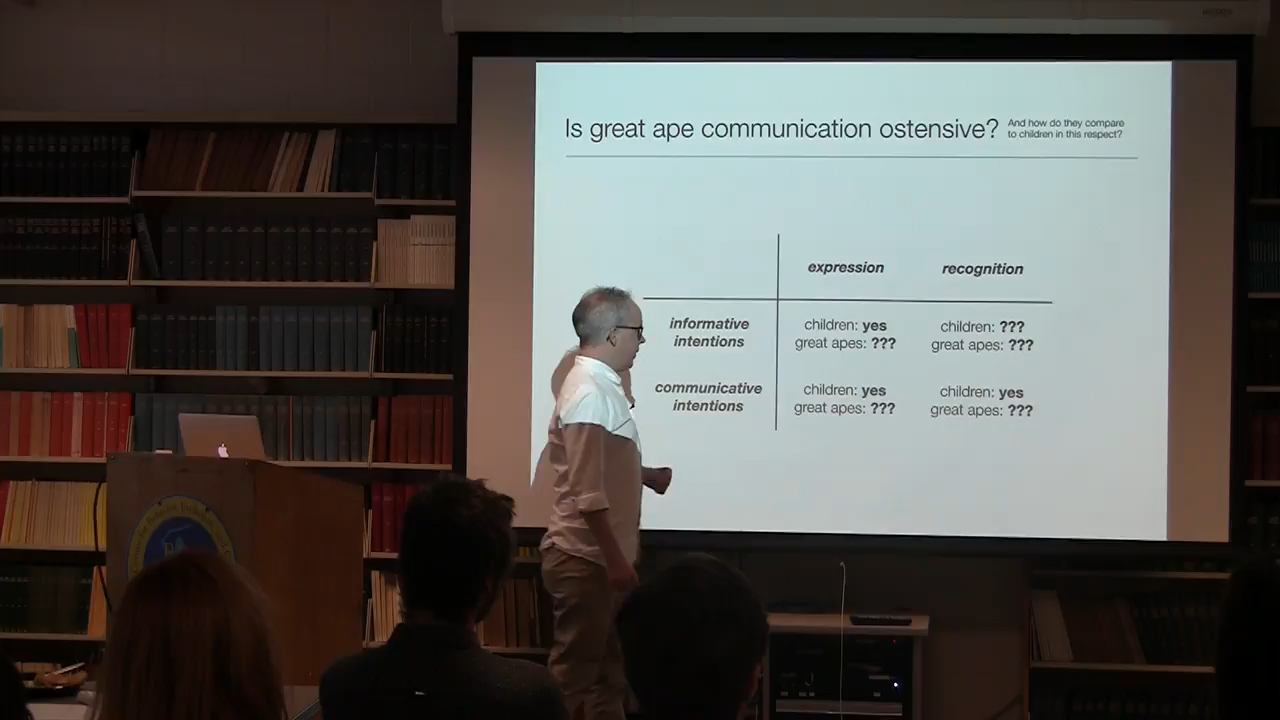 Is great ape communication ostensive?
And how do they compare
to children in this respect?
expression recognition
informative
intentions
children: yes
great apes: ???
children: ???
great apes: ???
communicative
intentions
children: yes
great apes: ???
children: yes
great apes: ???